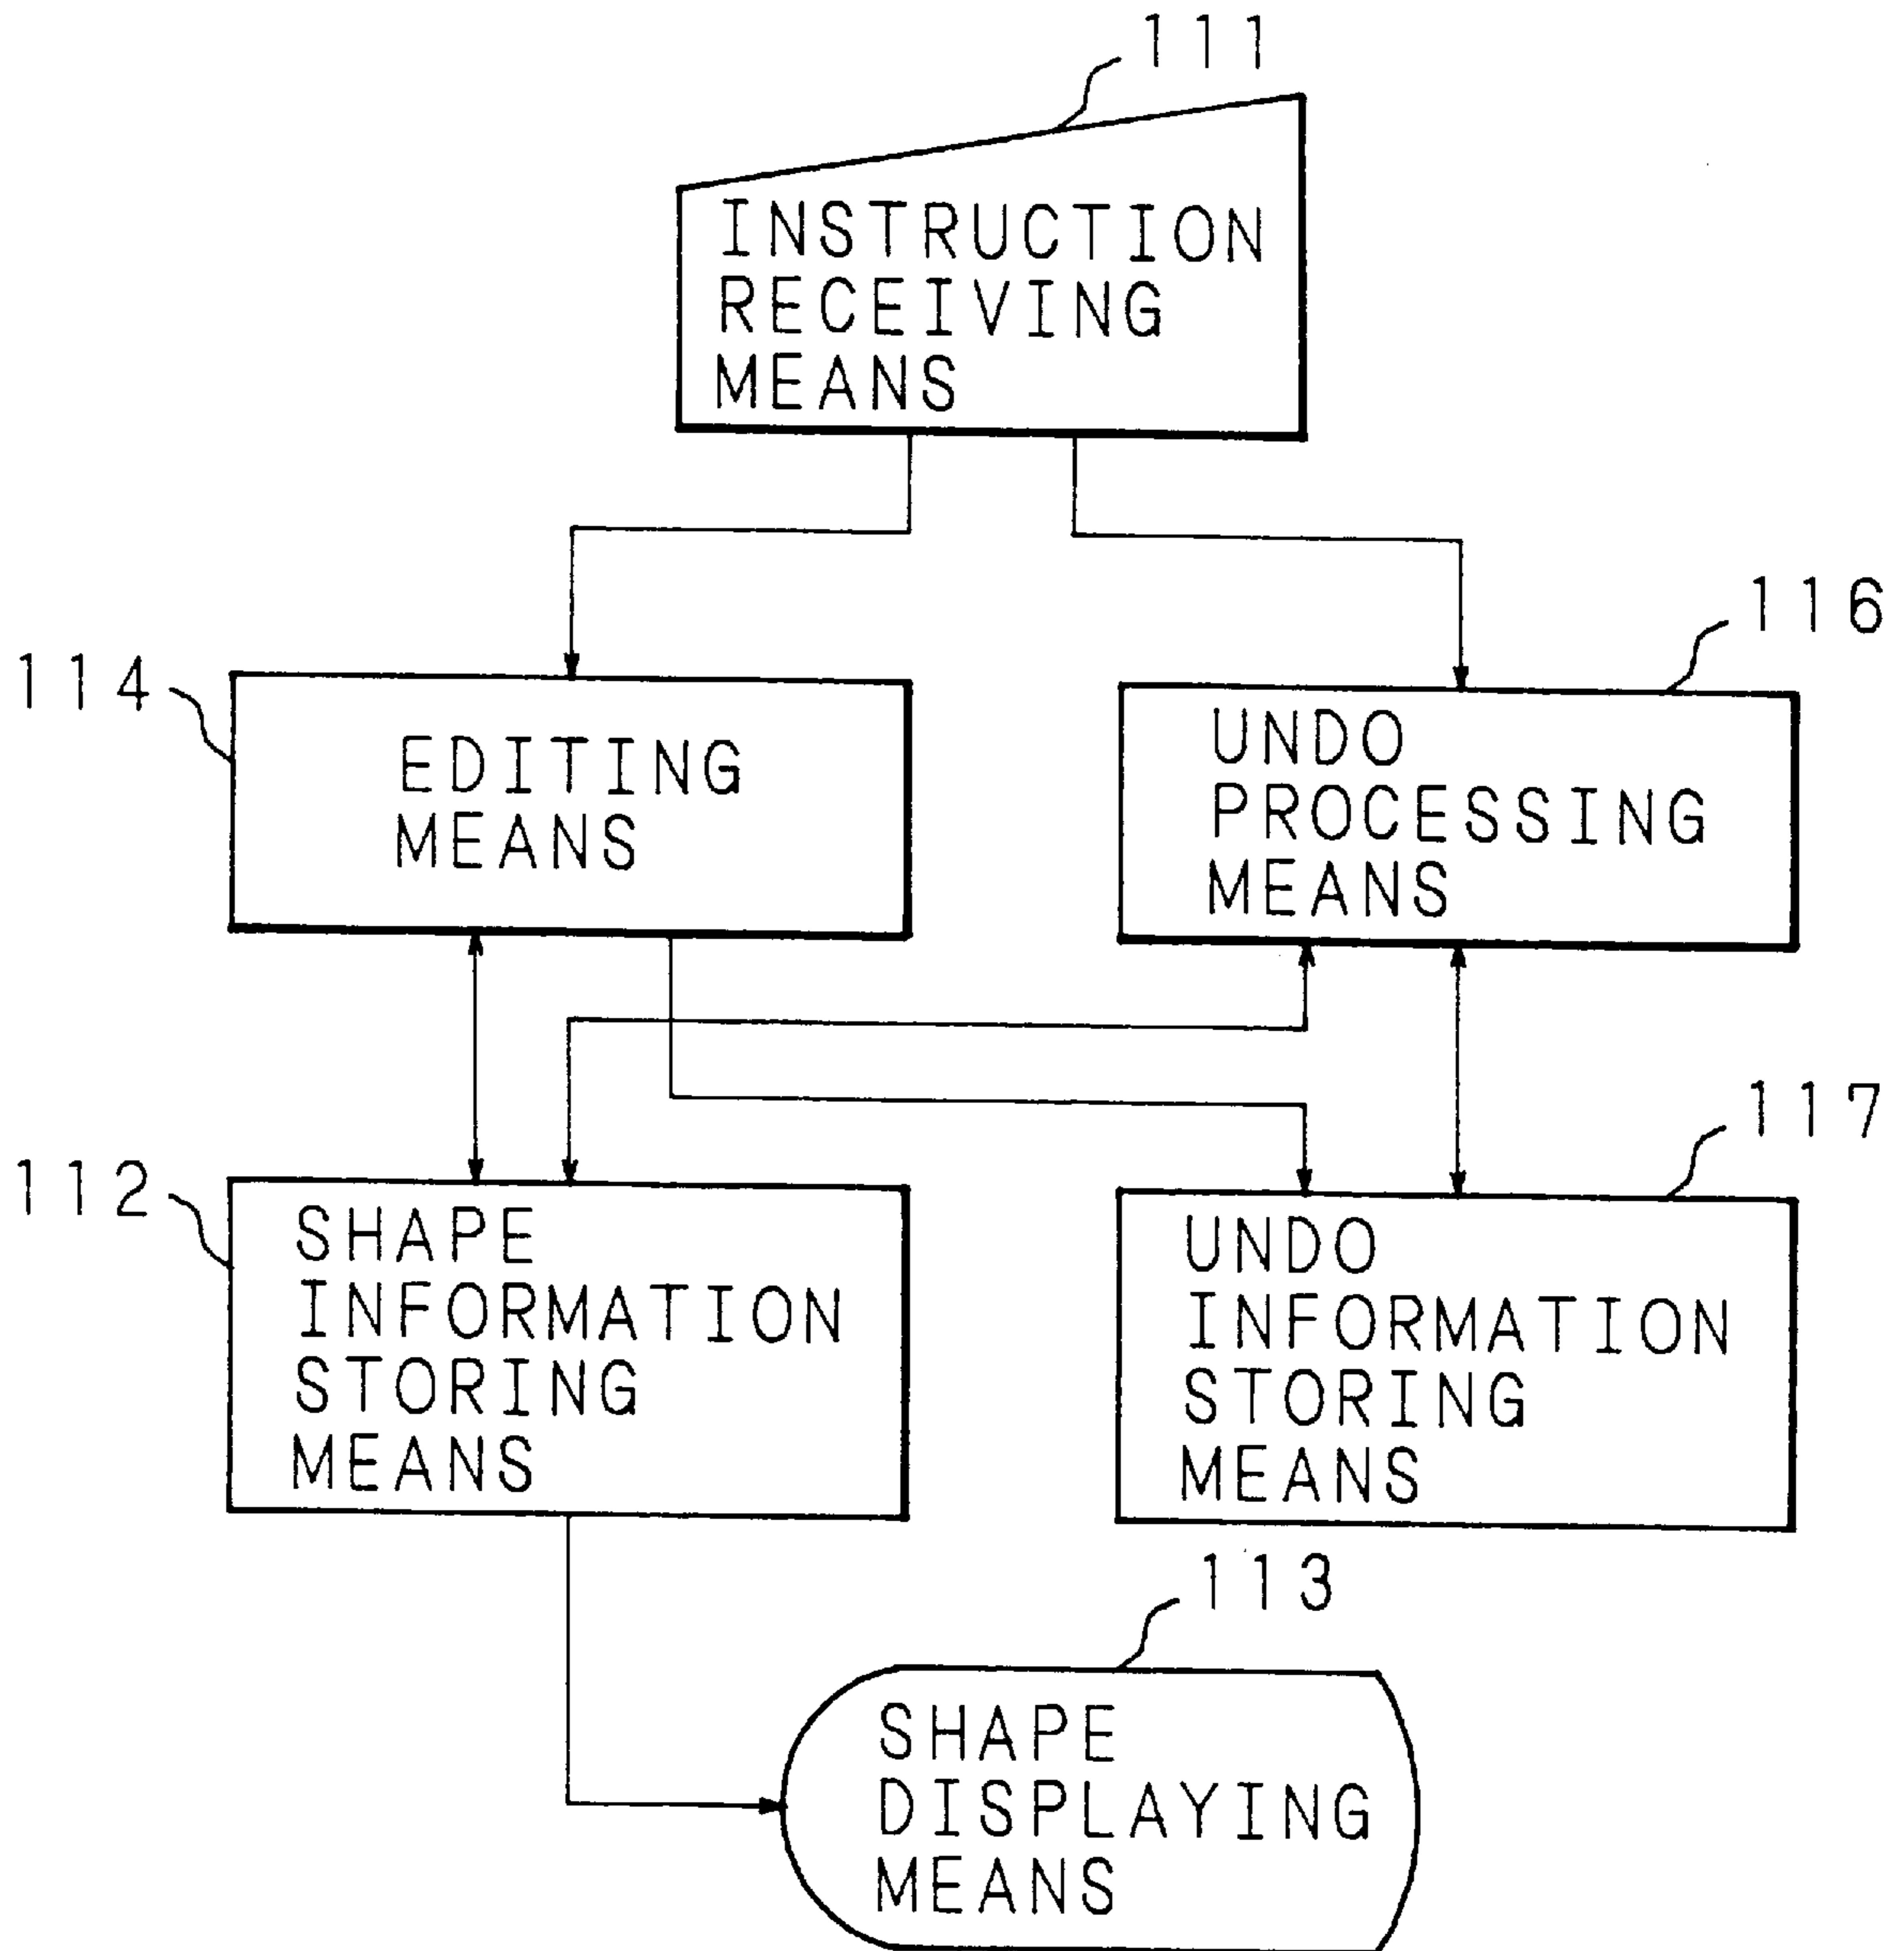 111
INSTRUCTION
RECEIVING
MEANS
116
114
EDITING
MEANS
UNDO
PROCESSING
MEANS
117
112
SHAPE
INFORMATION
STORING
MEANS
UNDO
INFORMATION
STORING
MEANS
113
SHAPE
DISPLAYING
MEANS